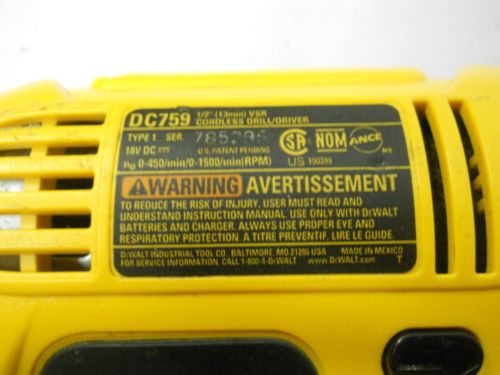 DC759 1/2" (13mm) VSR
CORDLESS DRILL/DRIVER
TYPE 1 SER
18V DC U.S. PATENT PENDING
n0 0-450/min/0-1500/min(RPM)
SA NOM ANCE
US 150399
WARNING AVERTISSEMENT
TO REDUCE THE RISK OF INJURY, USER MUST READ AND
UNDERSTAND INSTRUCTION MANUAL. USE ONLY WITH DEWALT
BATTERIES AND CHARGER. ALWAYS USE PROPER EYE AND
RESPIRATORY PROTECTION. À TITRE PRÉVENTIF, LIRE LE GUIDE.
DEWALT INDUSTRIAL TOOL CO. BALTIMORE, MD 21286 USA MADE IN MEXICO
FOR SERVICE INFORMATION, CALL 1-800-4-DEWALT www.DEWALT.com T